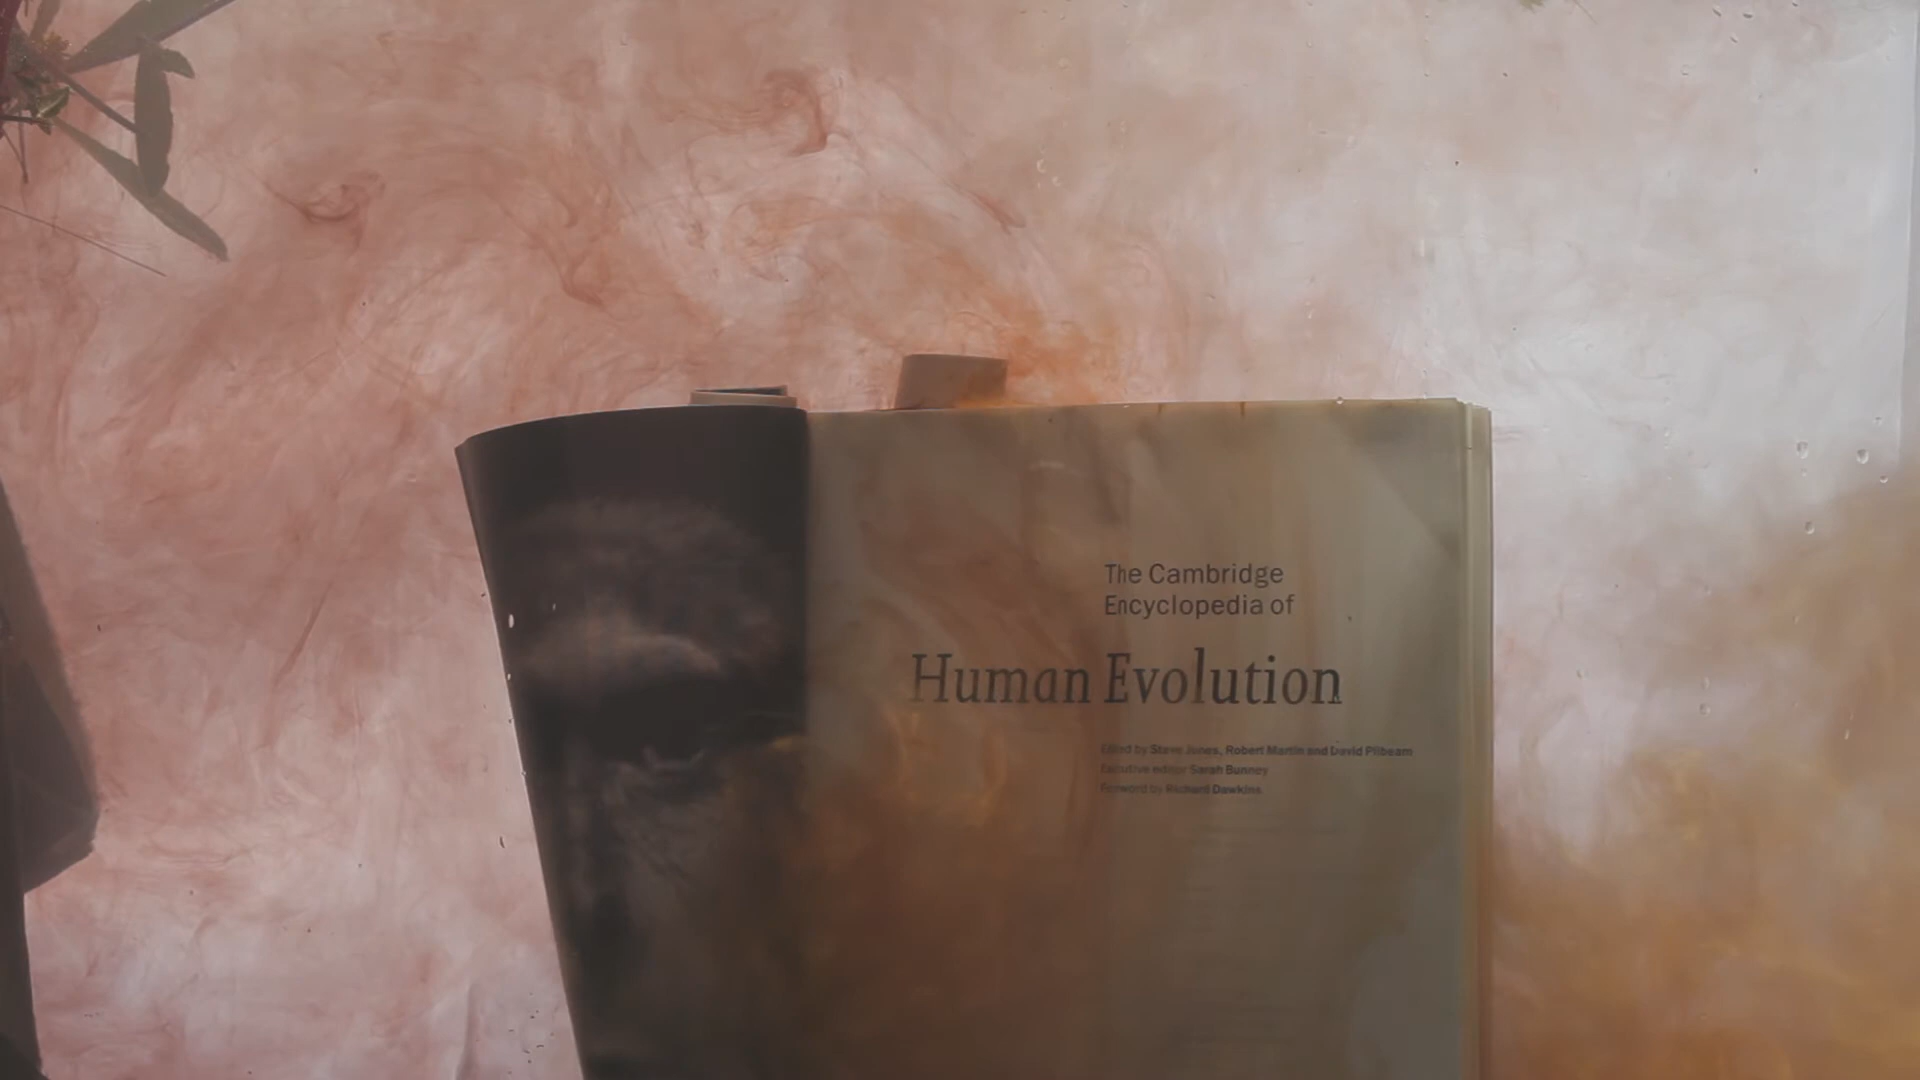 The Cambridge
Encyclopedia of
Human Evolution
Edited by Steve Jones, Robert Martin and David Pilbeam
Executive editor Sarah Bunney
Foreword by Richard Dawkins